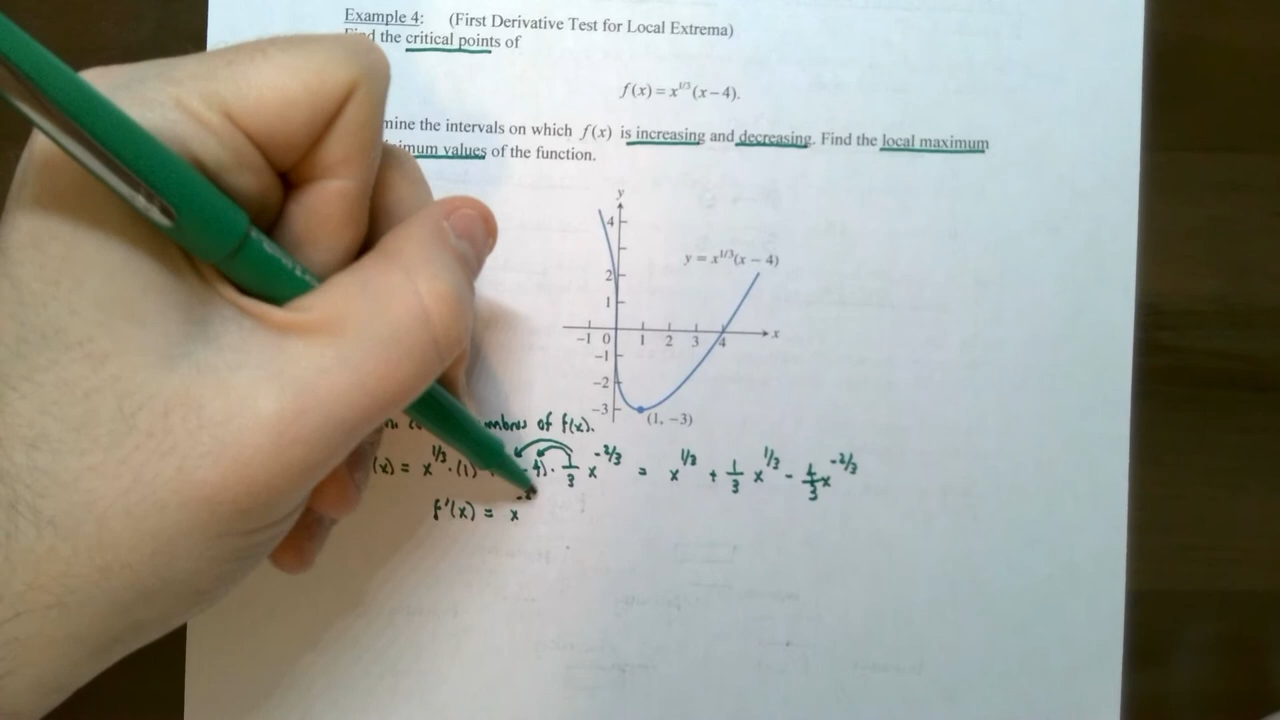 Example 4: (First Derivative Test for Local Extrema)
the critical points of
f(x) = x^{1/3}(x − 4).
mine the intervals on which f(x) is increasing and decreasing. Find the local maximum
imum values of the function.
y
4
2
1
y = x^{1/3}(x − 4)
−1 0 1 2 3 4 x
−1
−2
−3
(1, −3)
of f(x).
(x) = x^{1/3} · (1) 4) · \frac{1}{3} x^{-2/3} = x^{1/3} + \frac{1}{3} x^{1/3} - \frac{4}{3} x^{-2/3}
f'(x) = x